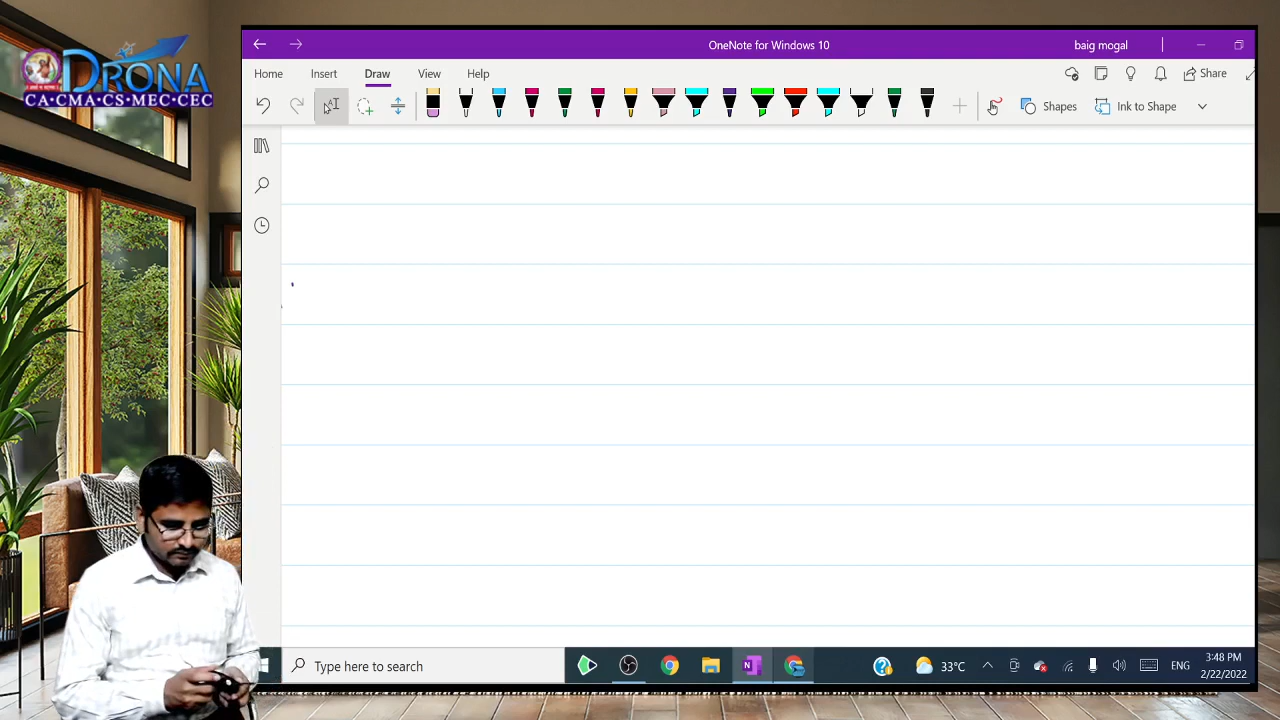 DRONA
CA•CMA•CS•MEC•CEC
OneNote for Windows 10
baig mogal
Home
Insert
Draw
View
Help
Share
Shapes
Ink to Shape
Type here to search
33°C
ENG
3:48 PM
2/22/2022